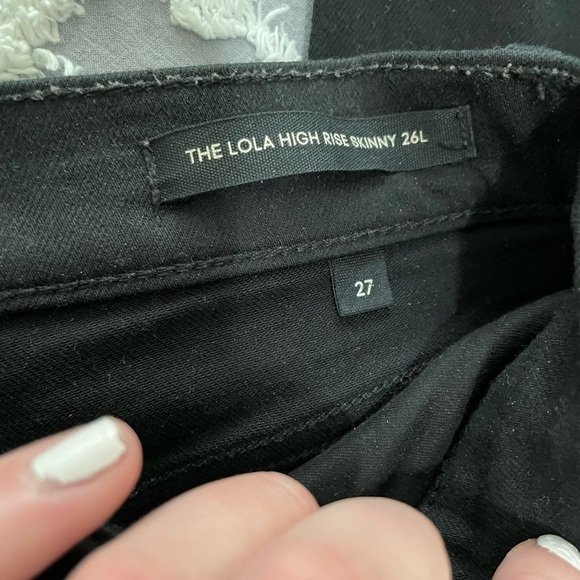 THE LOLA HIGH RISE SKINNY 26L
27